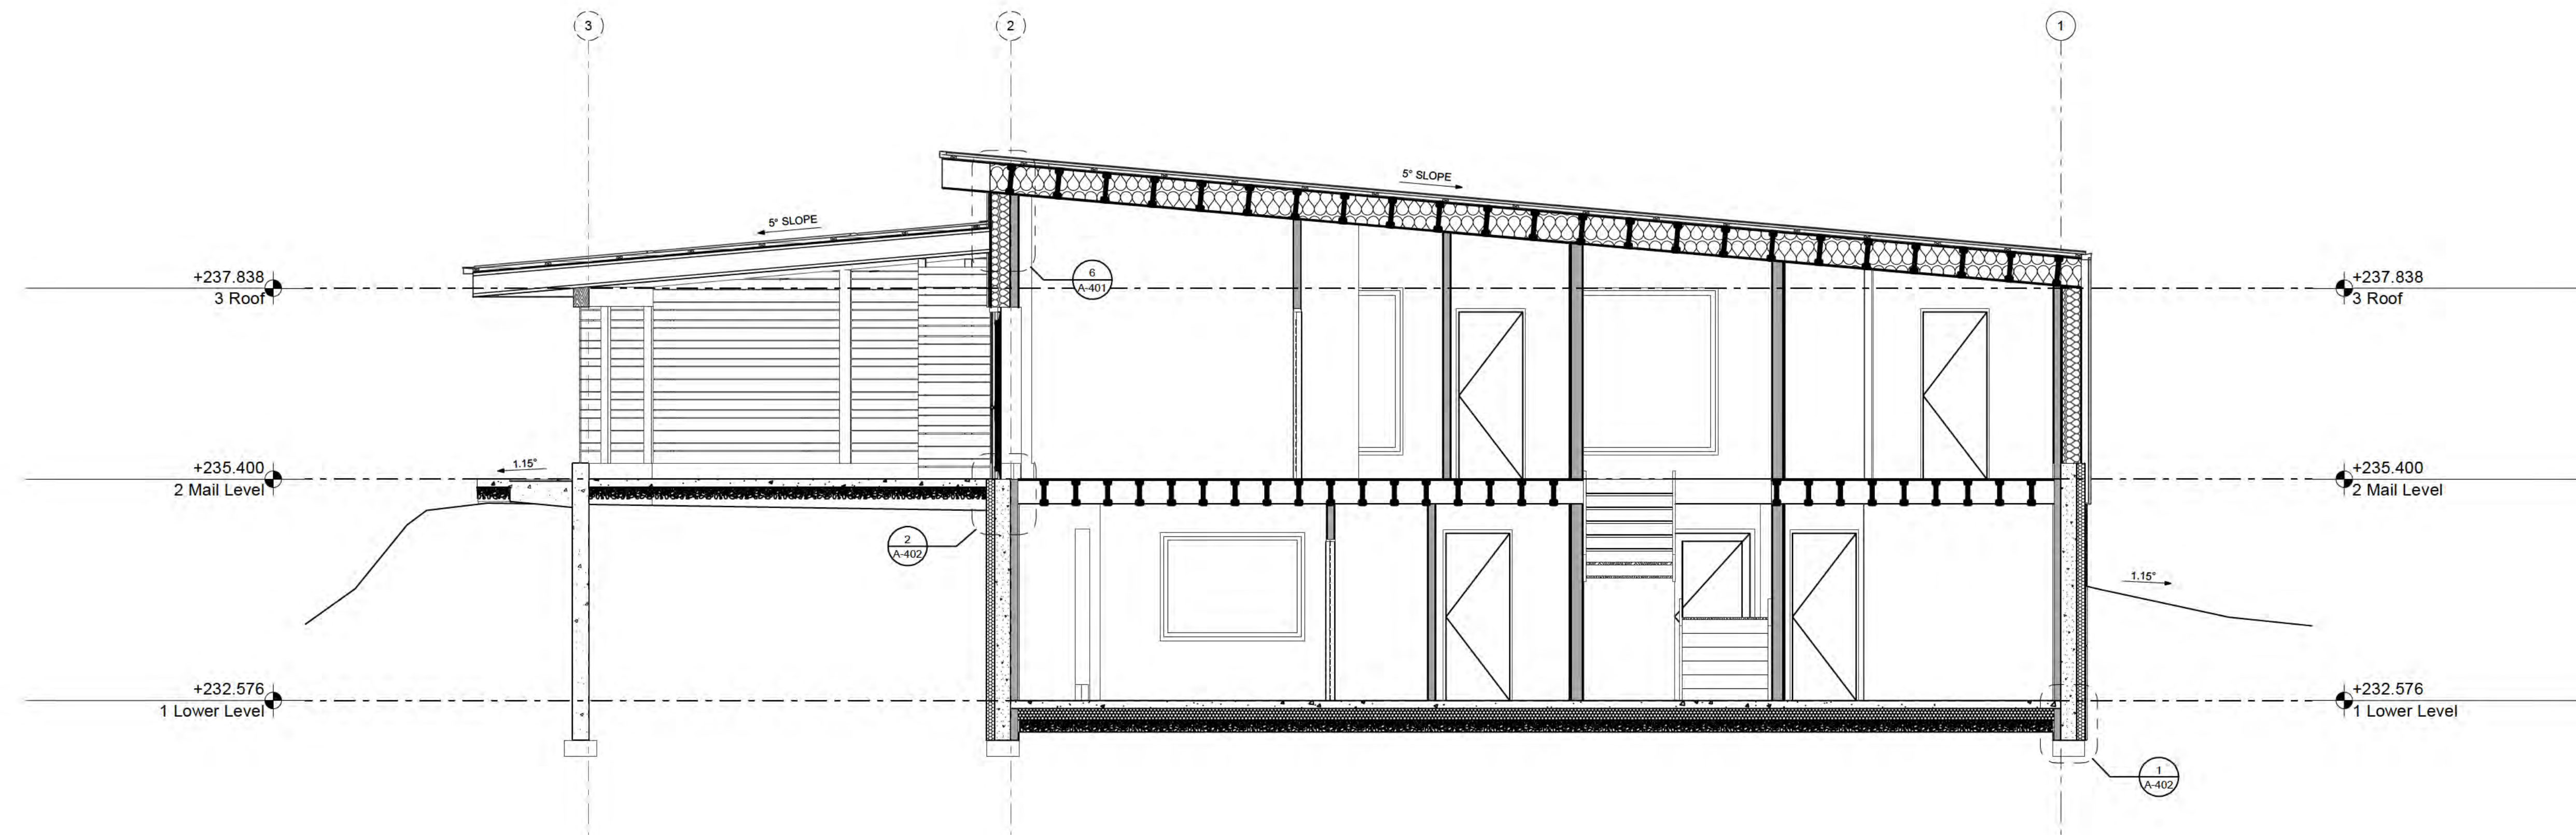 3
2
1
5° SLOPE
5° SLOPE
+237.838
3 Roof
6
A-401
+237.838
3 Roof
1.15°
+235.400
2 Mail Level
+235.400
2 Mail Level
2
A-402
1.15°
+232.576
1 Lower Level
+232.576
1 Lower Level
1
A-402